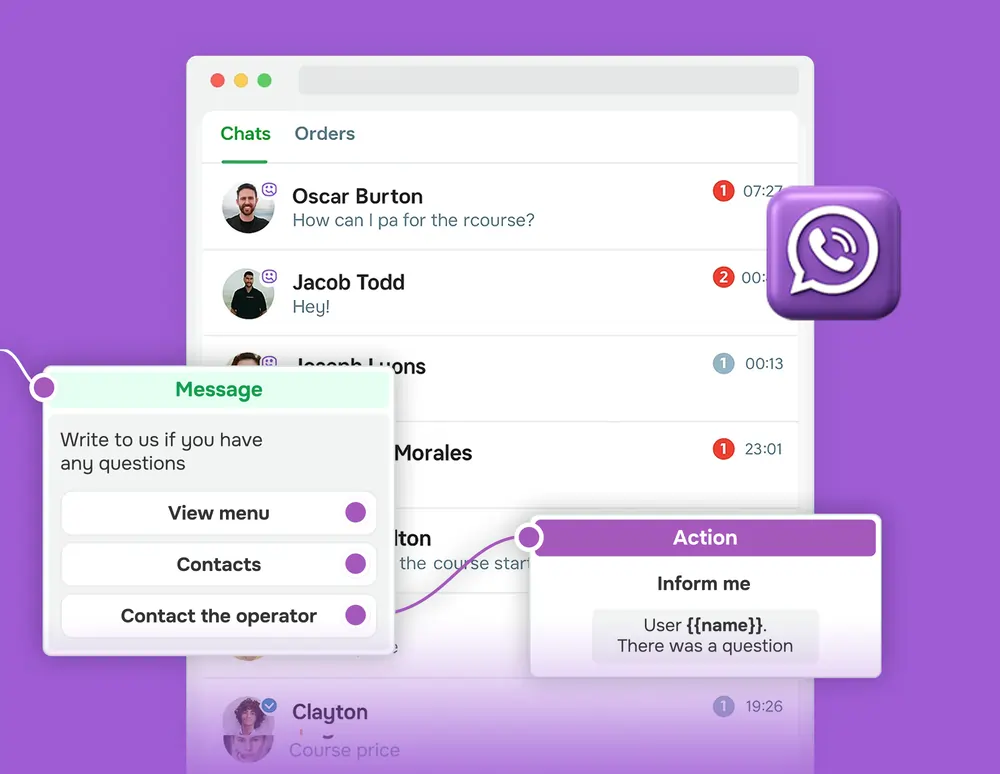 Chats Orders
Oscar Burton
1 07:27
How can I pa for the rcourse?
Jacob Todd
2 00:
Hey!
Joseph Lyons
1 00:13
Morales
1 23:01
lton
the course start
Message
Write to us if you have
any questions
View menu
Contacts
Contact the operator
Action
Inform me
User {{name}}.
There was a question
Clayton
1 19:26
Course price